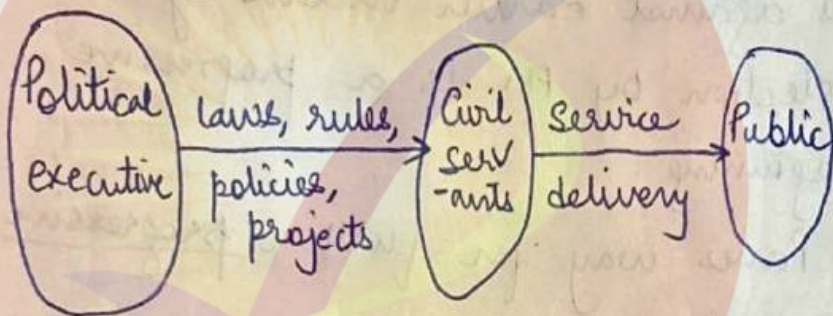 Political
executive
laws, rules,
policies,
projects
Civil
serv
-ants
service
delivery
Public